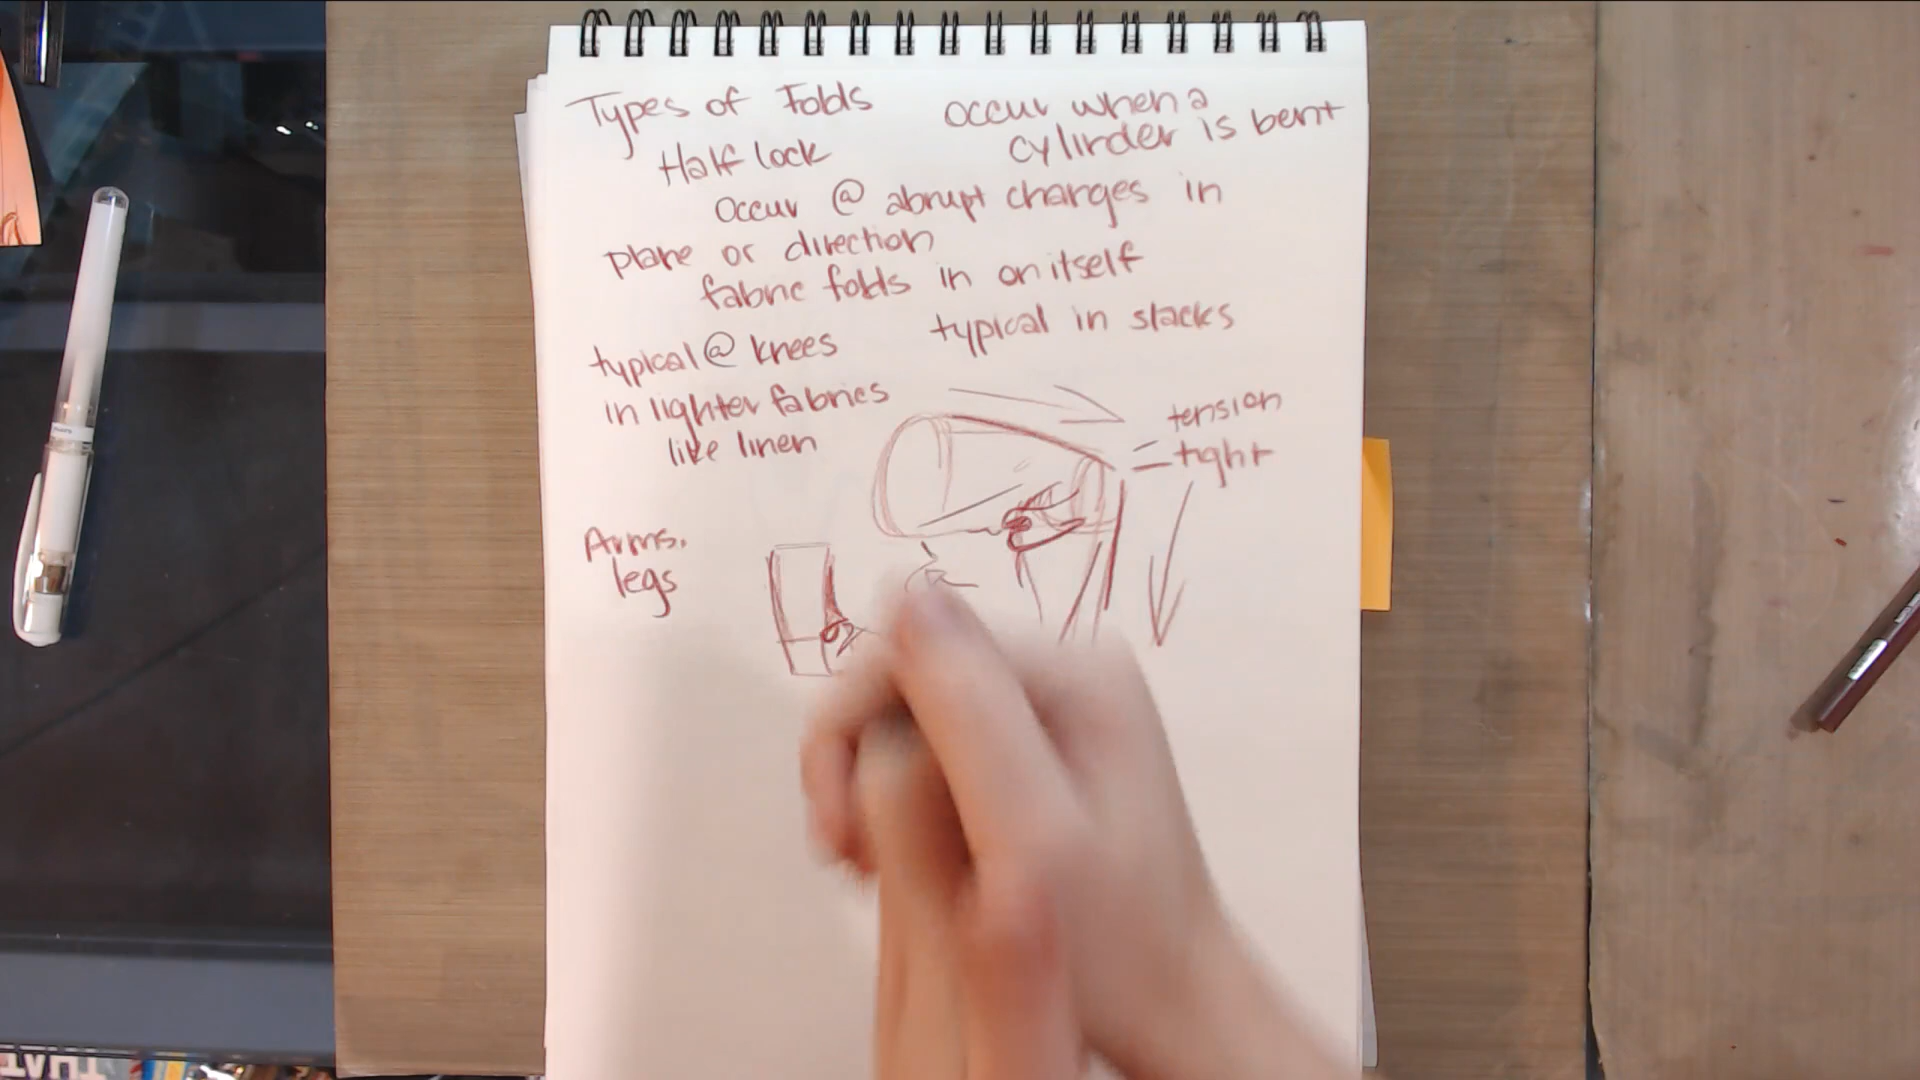 Types of Folds
Half lock
occur when a
cylinder is bent
occur @ abrupt changes in
plane or direction
fabric folds in on itself
typical @ knees
in lighter fabrics
like linen
typical in slacks
tension
tight
Arms.
legs